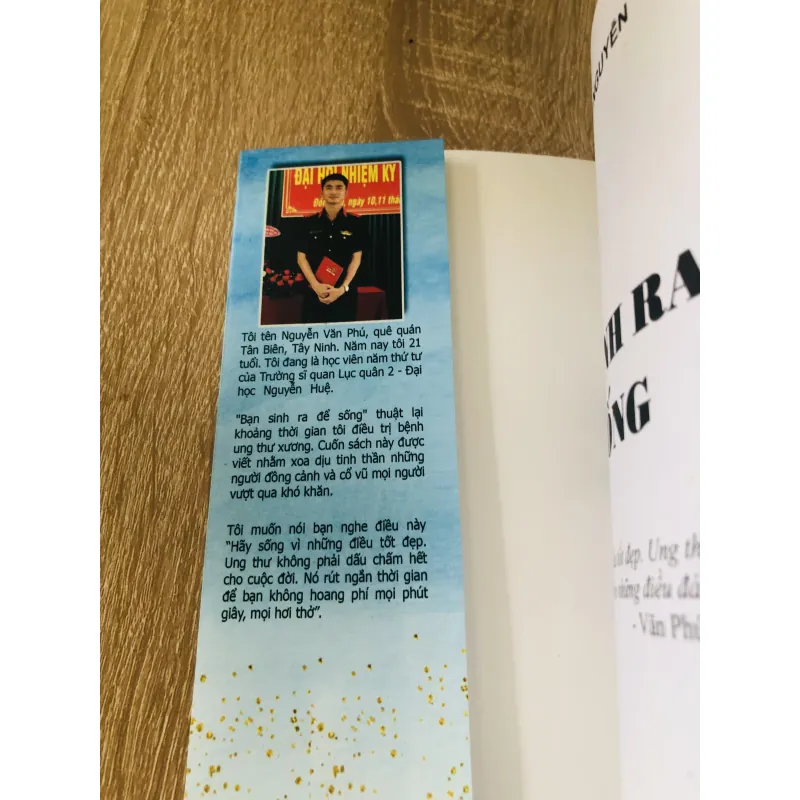 ĐẠI HỘI NHIỆM KỲ
ngày 10,11
Tôi tên Nguyễn Văn Phú, quê quán
Tân Biên, Tây Ninh. Năm nay tôi 21
tuổi. Tôi đang là học viên năm thứ tư
của Trường sĩ quan Lục quân 2 - Đại
học Nguyễn Huệ.
"Bạn sinh ra để sống" thuật lại
khoảng thời gian tôi điều trị bệnh
ung thư xương. Cuốn sách này được
viết nhằm xoa dịu tinh thần những
người đồng cảnh và cổ vũ mọi người
vượt qua khó khăn.
Tôi muốn nói bạn nghe điều này
"Hãy sống vì những điều tốt đẹp.
Ung thư không phải dấu chấm hết
cho cuộc đời. Nó rút ngắn thời gian
để bạn không hoang phí mọi phút
giây, mọi hơi thở".
NGUYÊN
NH RA
ỐNG
đẹp. Ung th
những điều đá
- Văn Phú